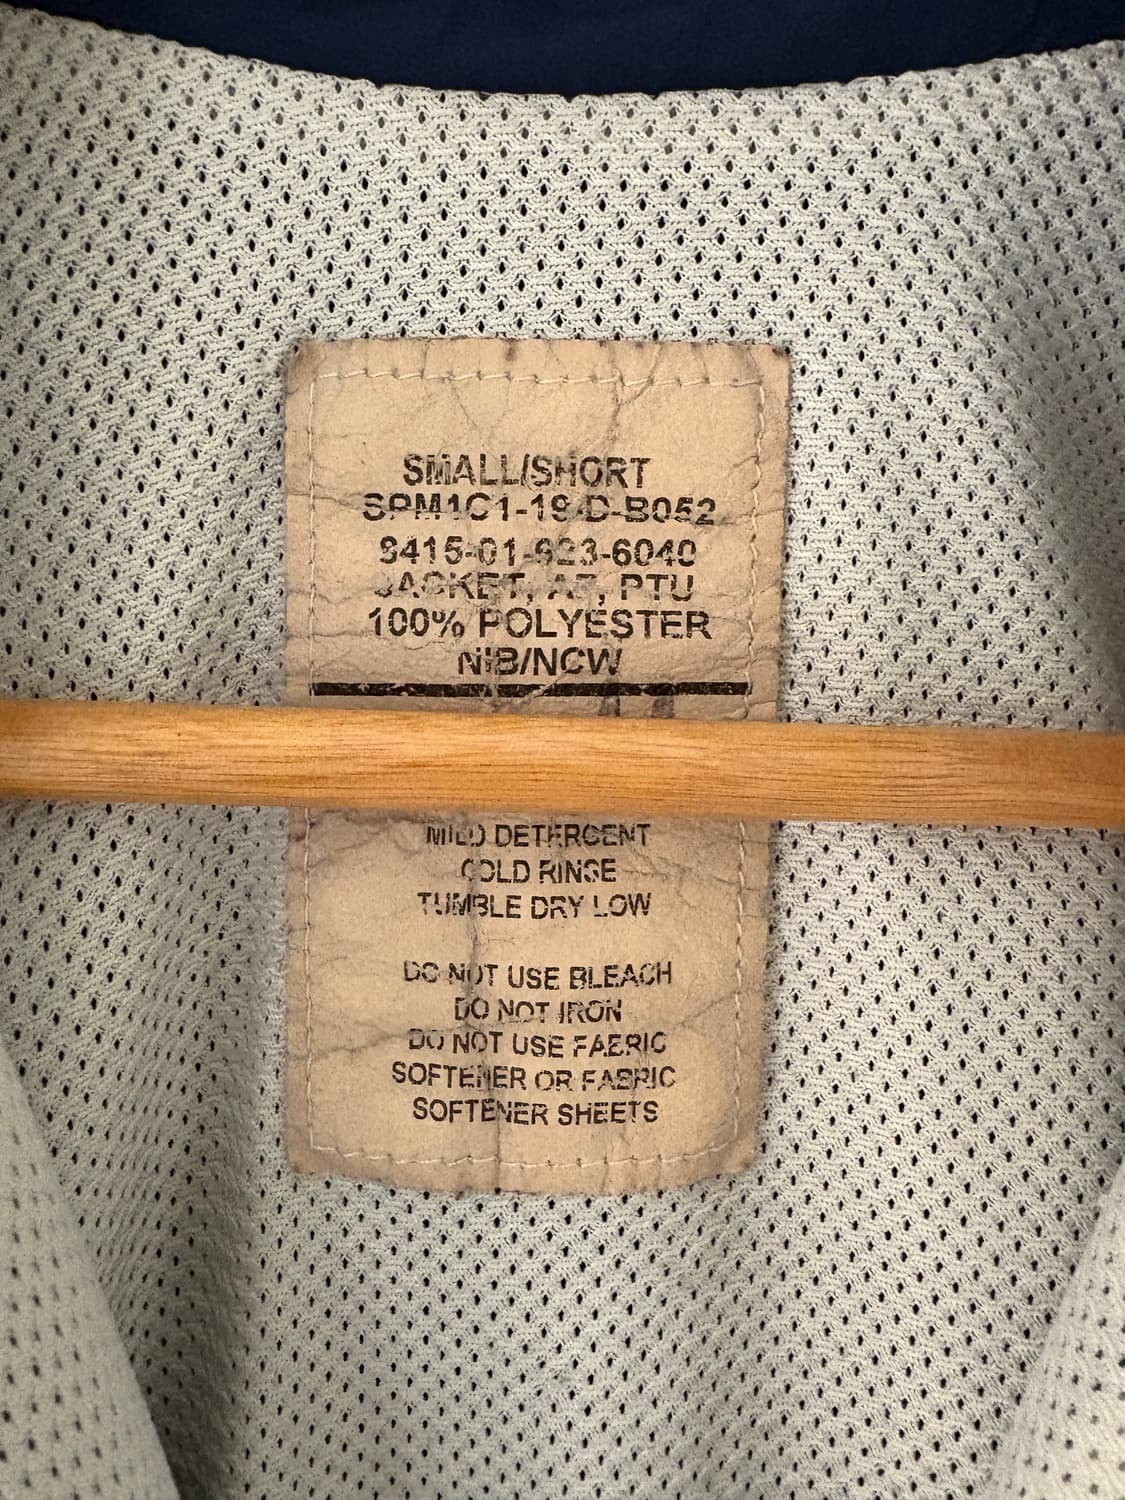 SMALL/SHORT
SPM1C1-19-D-B052
8415-01-623-6040
JACKET, AF, PTU
100% POLYESTER
NIB/NCW
MILD DETERGENT
COLD RINSE
TUMBLE DRY LOW
DO NOT USE BLEACH
DO NOT IRON
DO NOT USE FABRIC
SOFTENER OR FABRIC
SOFTENER SHEETS